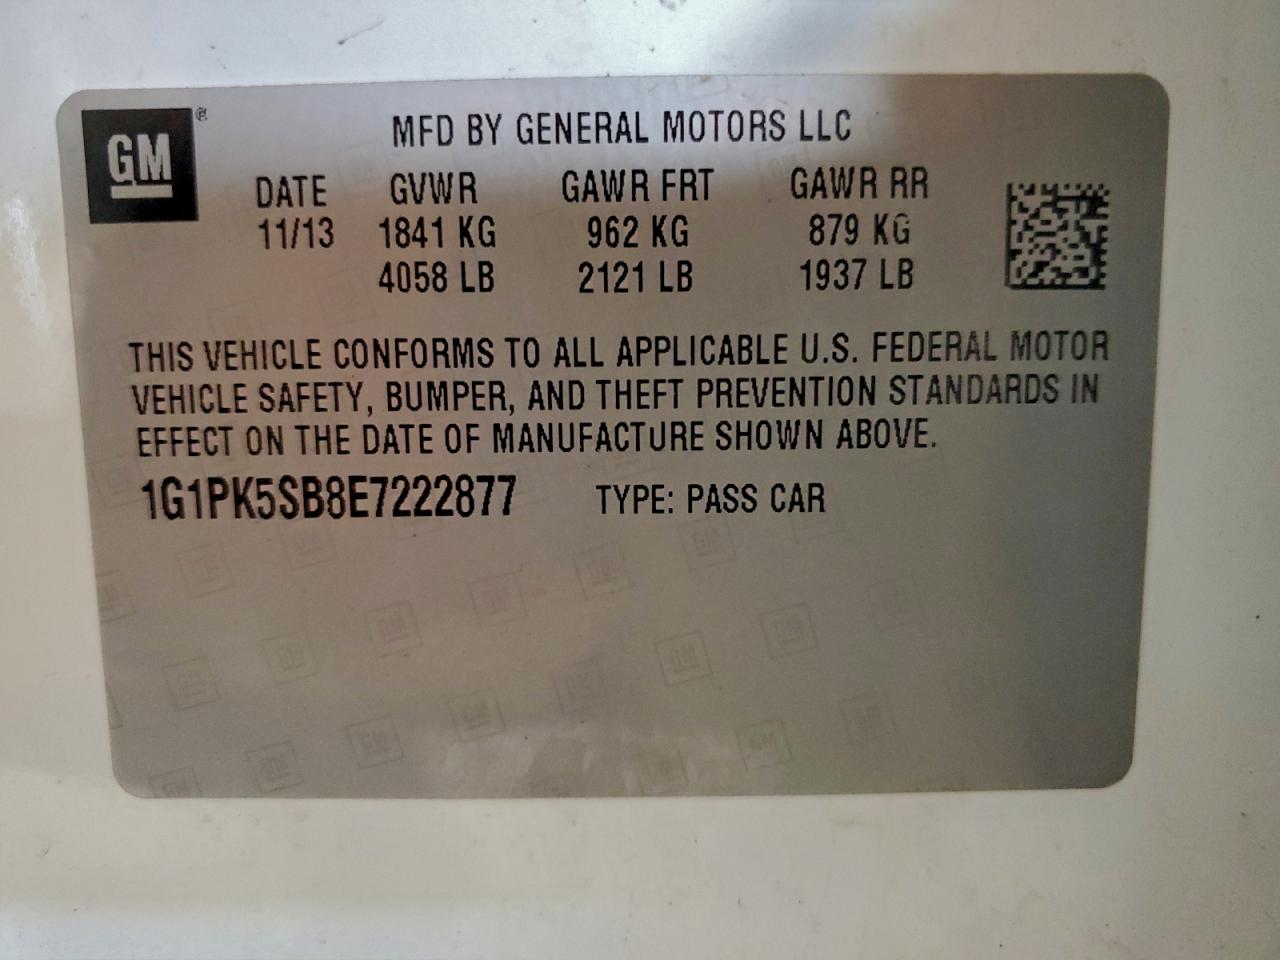 GM®
MFD BY GENERAL MOTORS LLC
DATE GVWR GAWR FRT GAWR RR
11/13 1841 KG 962 KG 879 KG
4058 LB 2121 LB 1937 LB
THIS VEHICLE CONFORMS TO ALL APPLICABLE U.S. FEDERAL MOTOR
VEHICLE SAFETY, BUMPER, AND THEFT PREVENTION STANDARDS IN
EFFECT ON THE DATE OF MANUFACTURE SHOWN ABOVE.
1G1PK5SB8E7222877 TYPE: PASS CAR